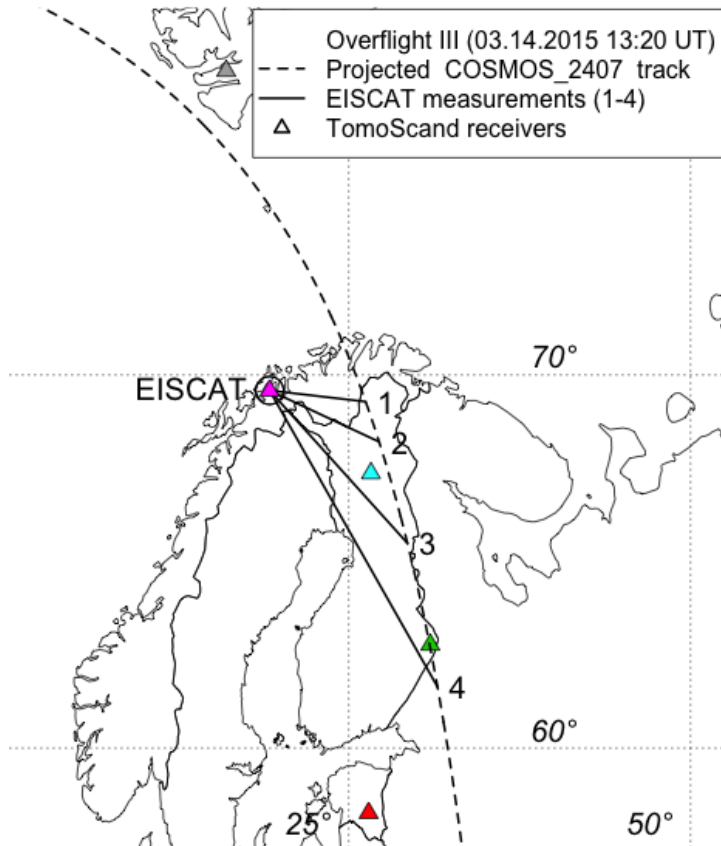 Overflight III (03.14.2015 13:20 UT)
Projected COSMOS_2407 track
EISCAT measurements (1-4)
TomoScand receivers
70°
EISCAT
1
2
3
4
60°
25°
50°